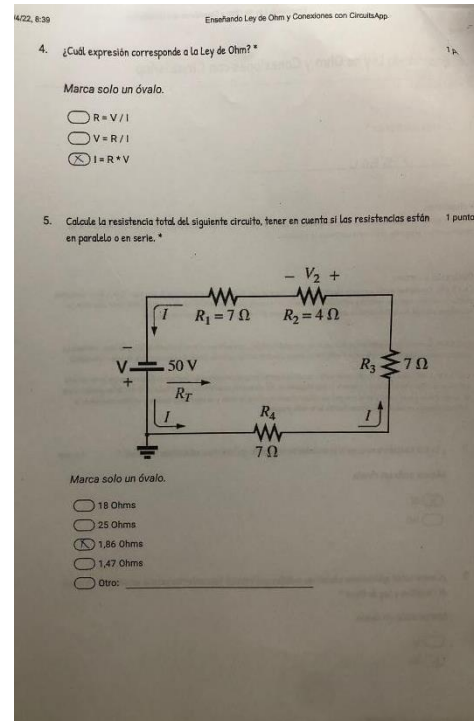 4/22, 8:39
Enseñando Ley de Ohm y Conexiones con CircuitsApp
4. ¿Cuál expresión corresponde a la Ley de Ohm? *
Marca solo un óvalo.
R = V / I
V = R / I
X I = R * V
5. Calcule la resistencia total del siguiente circuito, tener en cuenta si las resistencias están 1 punto
en paralelo o en serie. *
− V₂ +
I R₁ = 7 Ω R₂ = 4 Ω
−
V 50 V R₃ 7 Ω
+
R_T
I R₄ I
7 Ω
Marca solo un óvalo.
18 Ohms
25 Ohms
X 1,86 Ohms
1,47 Ohms
Otro: